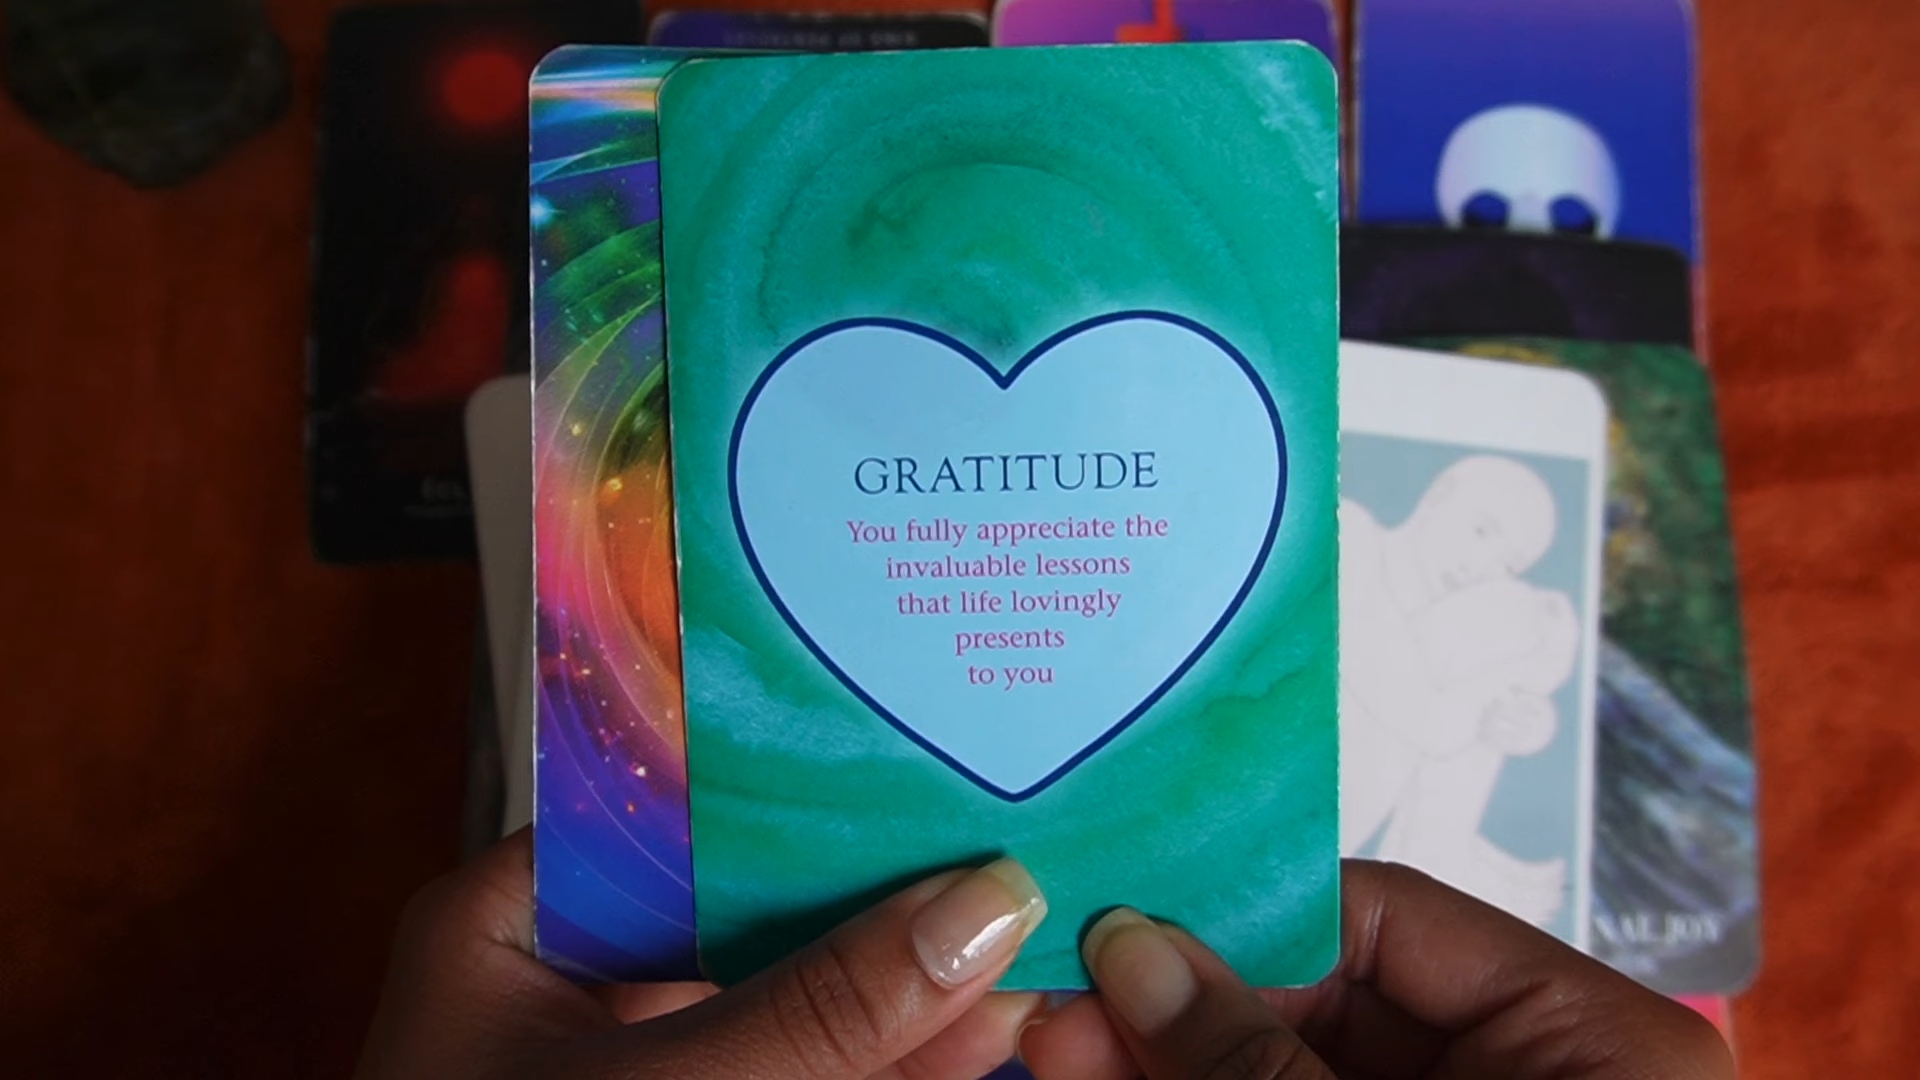 GRATITUDE
You fully appreciate the
invaluable lessons
that life lovingly
presents
to you